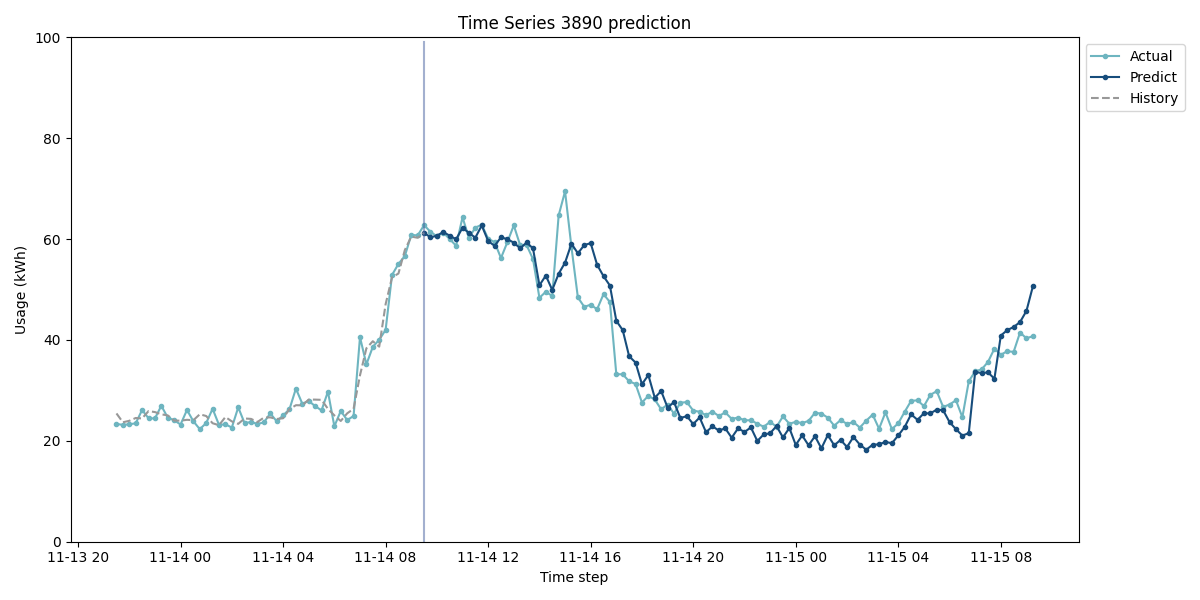 Time Series 3890 prediction
100
80
60
40
20
0
Usage (kWh)
11-13 20
11-14 00
11-14 04
11-14 08
11-14 12
11-14 16
11-14 20
11-15 00
11-15 04
11-15 08
Time step
Actual
Predict
History